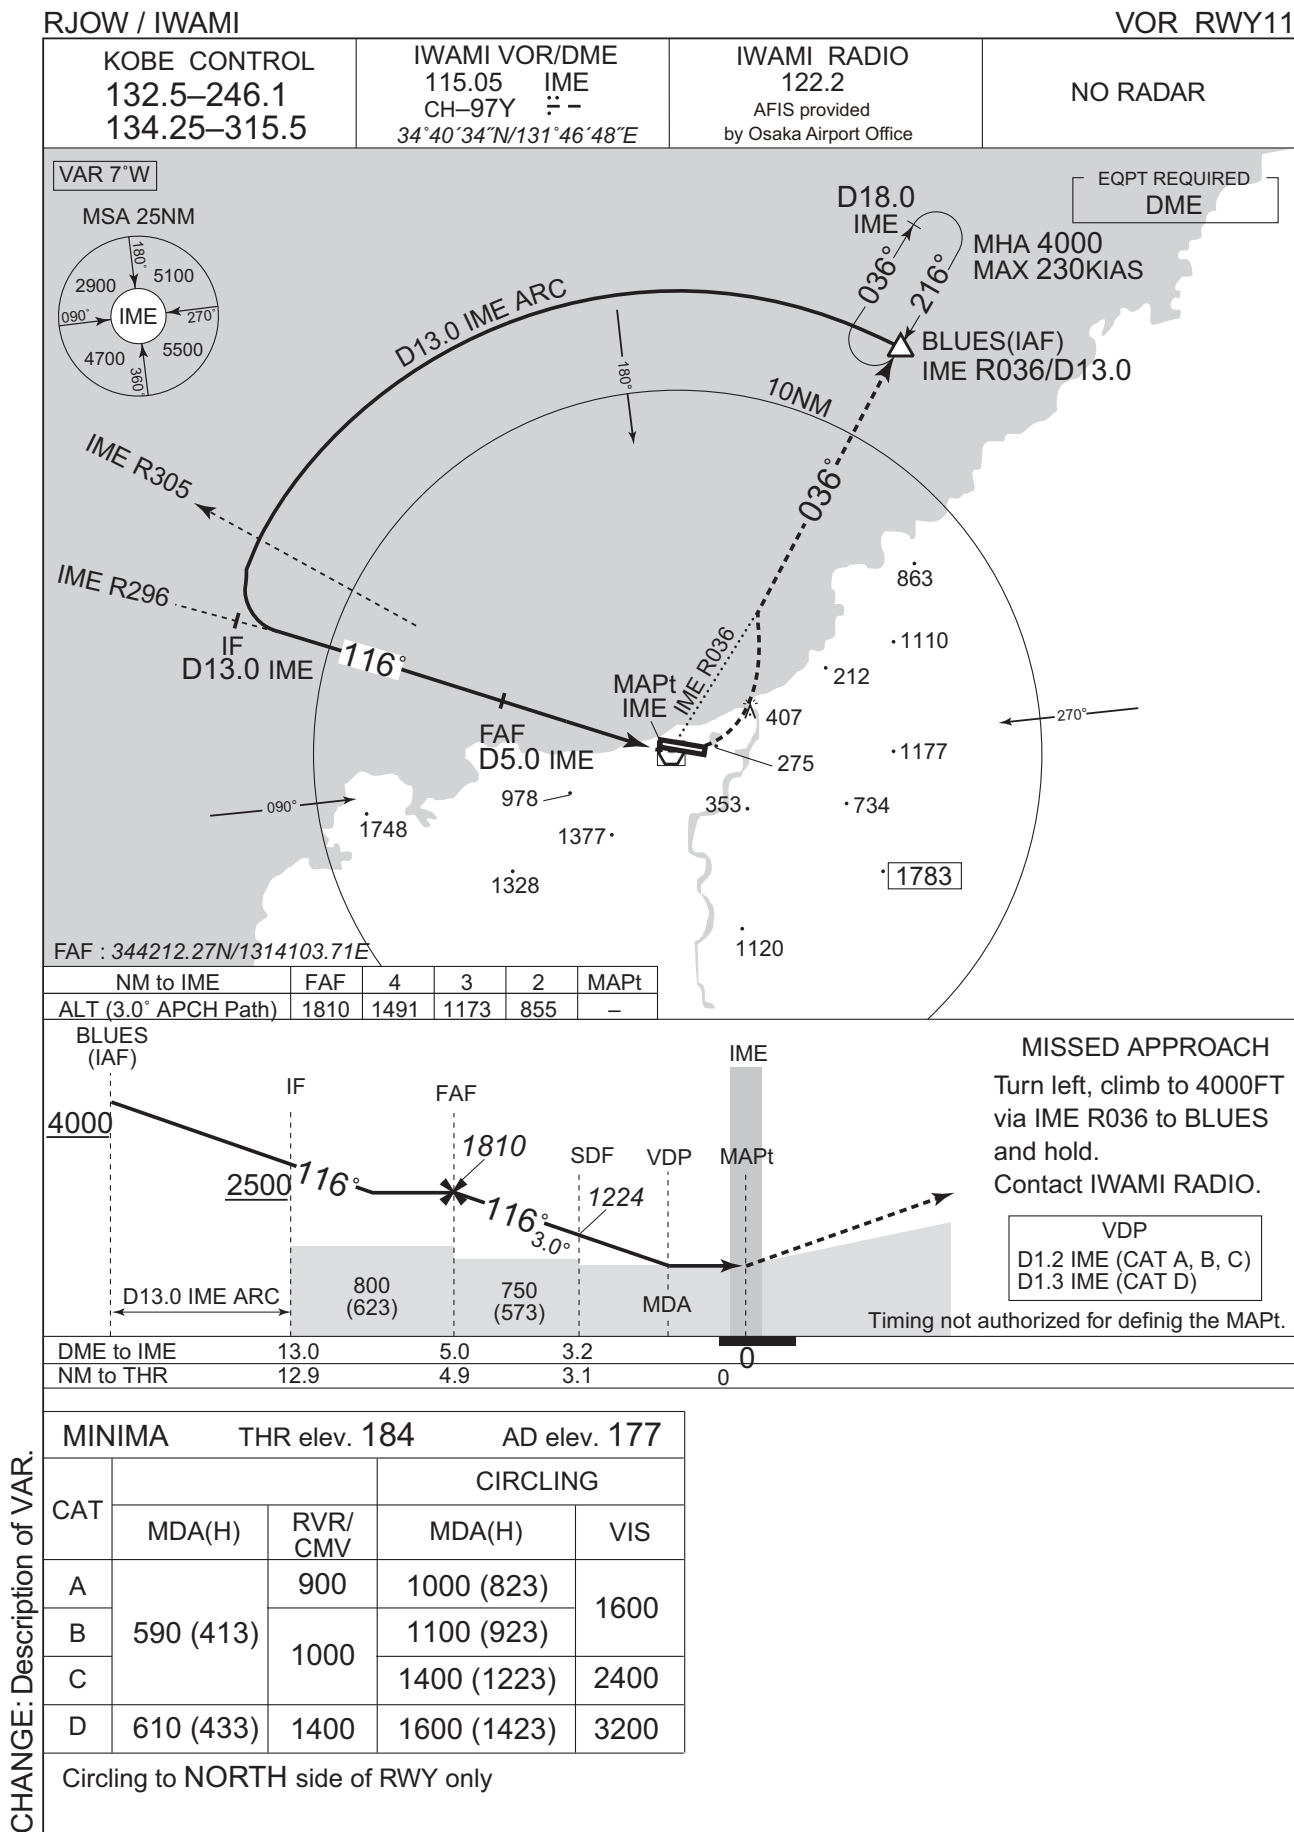 RJOW / IWAMI
VOR RWY11
KOBE CONTROL
132.5–246.1
134.25–315.5
IWAMI VOR/DME
115.05 IME
CH–97Y
34˚40´34˝N/131˚46´48˝E
IWAMI RADIO
122.2
AFIS provided
by Osaka Airport Office
NO RADAR
VAR 7˚W
MSA 25NM
180˚
2900
5100
090˚
IME
270˚
4700
5500
360˚
EQPT REQUIRED
DME
D18.0
IME
MHA 4000
MAX 230KIAS
036˚
216˚
D13.0 IME ARC
BLUES(IAF)
IME R036/D13.0
180˚
10NM
IME R305
036˚
IME R296
863
1110
IF
D13.0 IME
116˚
IME R036
212
MAPt
IME
407
270˚
FAF
D5.0 IME
275
1177
978
353
734
090˚
1748
1377
1328
1783
1120
FAF : 344212.27N/1314103.71E
NM to IME FAF 4 3 2 MAPt
ALT (3.0˚ APCH Path) 1810 1491 1173 855 –
BLUES
(IAF)
IF
FAF
IME
4000
1810
SDF
VDP
MAPt
2500
116˚
1224
116˚
3.0˚
800
(623)
750
(573)
MDA
D13.0 IME ARC
MISSED APPROACH
Turn left, climb to 4000FT
via IME R036 to BLUES
and hold.
Contact IWAMI RADIO.
VDP
D1.2 IME (CAT A, B, C)
D1.3 IME (CAT D)
Timing not authorized for definig the MAPt.
DME to IME 13.0 5.0 3.2 0
NM to THR 12.9 4.9 3.1 0
MINIMA THR elev. 184 AD elev. 177
CAT
CIRCLING
MDA(H) RVR/
CMV
MDA(H) VIS
A 590 (413) 900 1000 (823) 1600
B 1000 1100 (923)
C 1400 (1223) 2400
D 610 (433) 1400 1600 (1423) 3200
Circling to NORTH side of RWY only
CHANGE: Description of VAR.